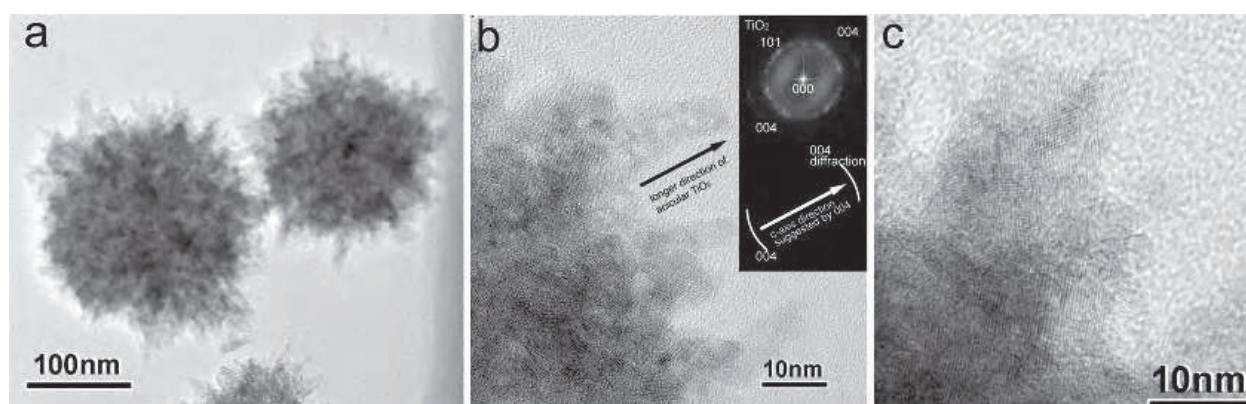 a
100nm
b
longer direction of
acicular TiO₂
10nm
TiO₂
004
101
000
004
004
diffraction
c-axis direction
suggested by 004
004
c
10nm